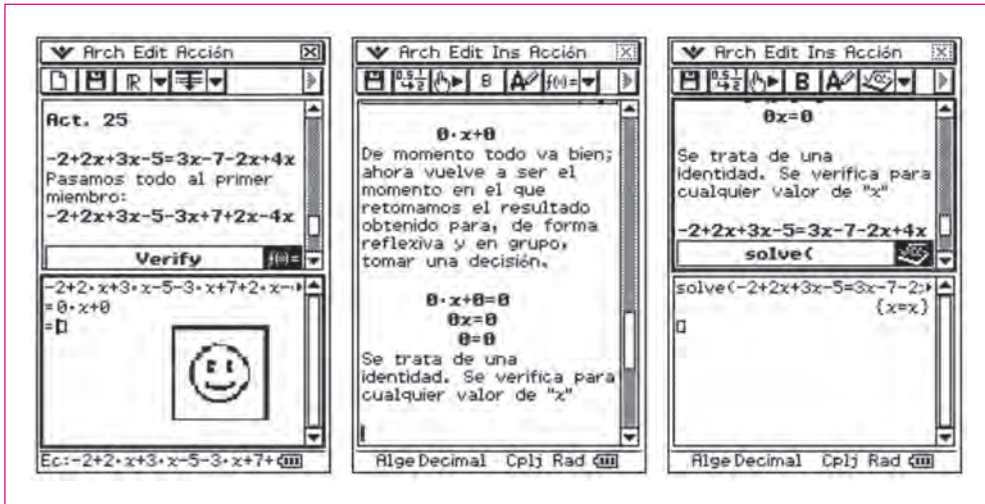 Arch Edit Acción
Act. 25
-2+2x+3x-5=3x-7-2x+4x
Pasamos todo al primer
miembro:
-2+2x+3x-5-3x+7+2x-4x
Verify
-2+2·x+3·x-5-3·x+7+2·x-
=0·x+0
=
Ec:-2+2·x+3·x-5-3·x+7+
Arch Edit Ins Acción
B
0·x+0
De momento todo va bien;
ahora vuelve a ser el
momento en el que
retomamos el resultado
obtenido para, de forma
reflexiva y en grupo,
tomar una decisión.
0·x+0=0
0x=0
0=0
Se trata de una
identidad. Se verifica para
cualquier valor de "x"
Alge Decimal Cplj Rad
Arch Edit Ins Acción
B
0x=0
Se trata de una
identidad. Se verifica para
cualquier valor de "x"
-2+2x+3x-5=3x-7-2x+4x
solve(
solve(-2+2x+3x-5=3x-7-2
{x=x}
Alge Decimal Cplj Rad